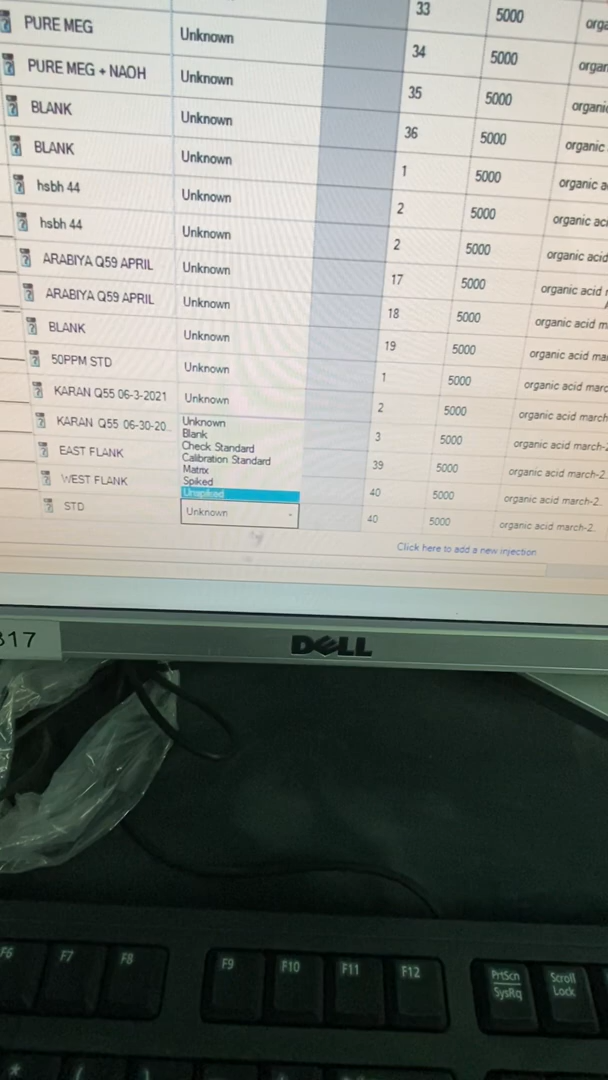 33 5000 orga
PURE MEG Unknown 34 5000 organ
PURE MEG + NAOH Unknown 35 5000 organic
BLANK Unknown 36 5000 organic
BLANK Unknown 1 5000 organic a
hsbh 44 Unknown 2 5000 organic aci
hsbh 44 Unknown 2 5000 organic acid
ARABIYA Q59 APRIL Unknown 17 5000 organic acid
ARABIYA Q59 APRIL Unknown 18 5000 organic acid m
BLANK Unknown 19 5000 organic acid ma
50PPM STD Unknown 1 5000 organic acid marc
KARAN Q55 06-3-2021 Unknown 2 5000 organic acid marc
KARAN Q55 06-30-20.. Unknown 3 5000 organic acid march-2
Blank
Check Standard
EAST FLANK Calibration Standard 39 5000 organic acid march-2..
Matrix
WEST FLANK Spiked 40 5000 organic acid march-2..
Unspiked
STD Unknown 40 5000 organic acid march-2..
Click here to add a new injection
317
DELL
F6 F7 F8 F9 F10 F11 F12 PrtScn Scroll
SysRq Lock